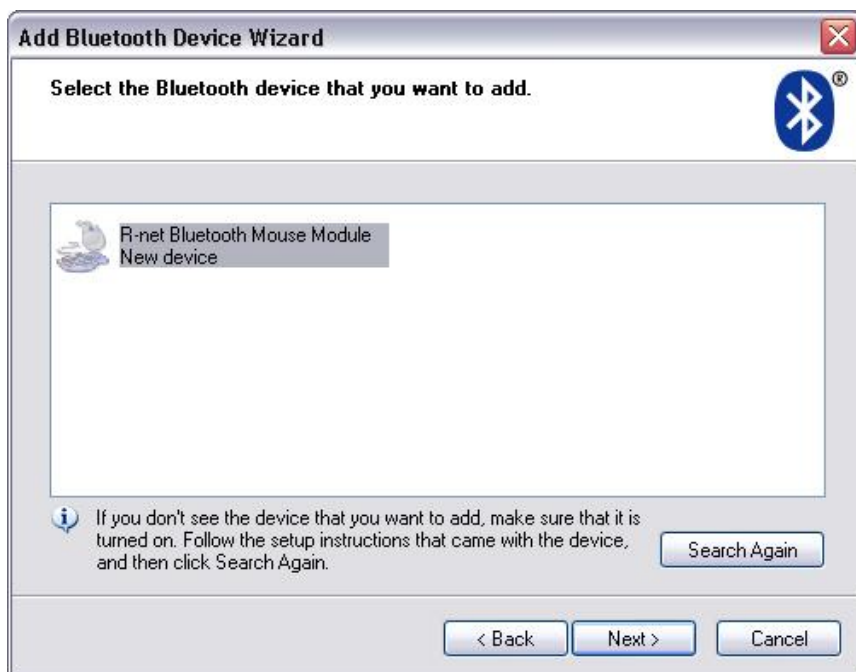 Add Bluetooth Device Wizard
Select the Bluetooth device that you want to add.
®
R-net Bluetooth Mouse Module
New device
If you don't see the device that you want to add, make sure that it is
turned on. Follow the setup instructions that came with the device,
and then click Search Again.
Search Again
< Back
Next >
Cancel